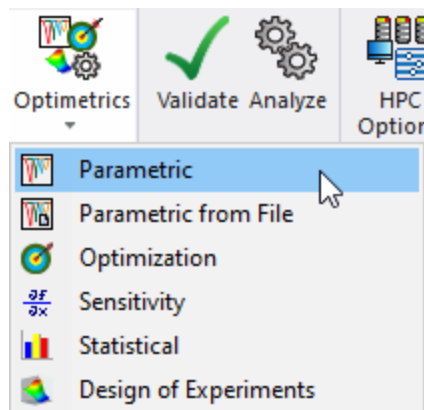 Optimetrics Validate Analyze HPC
Option
Parametric
Parametric from File
Optimization
∂f/∂x Sensitivity
Statistical
Design of Experiments